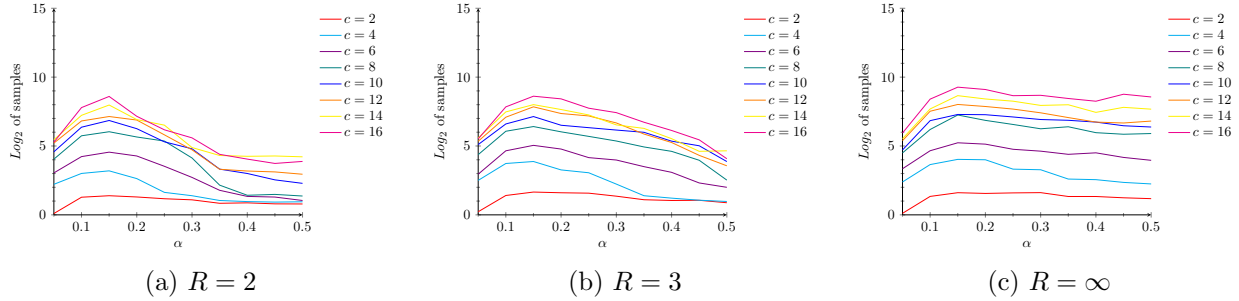 15
10
5
0
Log₂ of samples
0.1 0.2 0.3 0.4 0.5
α
c = 2
c = 4
c = 6
c = 8
c = 10
c = 12
c = 14
c = 16
(a) R = 2
15
10
5
0
Log₂ of samples
0.1 0.2 0.3 0.4 0.5
α
c = 2
c = 4
c = 6
c = 8
c = 10
c = 12
c = 14
c = 16
(b) R = 3
15
10
5
0
Log₂ of samples
0.1 0.2 0.3 0.4 0.5
α
c = 2
c = 4
c = 6
c = 8
c = 10
c = 12
c = 14
c = 16
(c) R = ∞